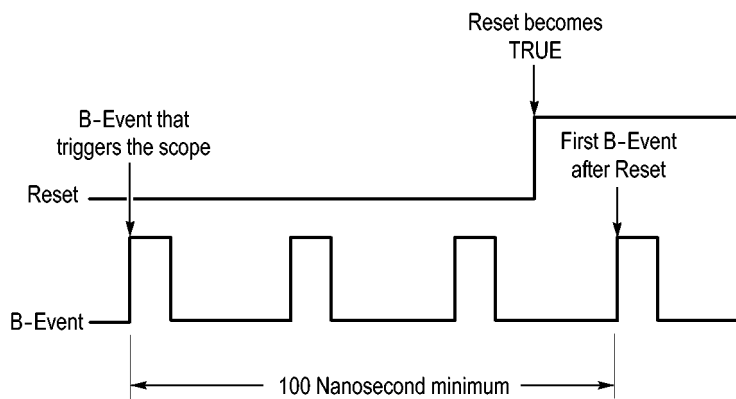 Reset becomes
TRUE
B-Event that
triggers the scope
First B-Event
after Reset
Reset
B-Event
100 Nanosecond minimum